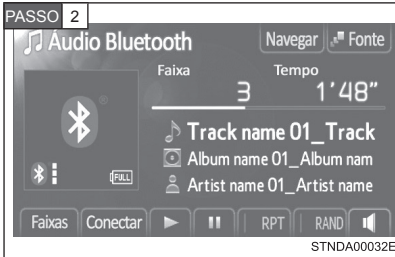 PASSO 2
Áudio Bluetooth Navegar Fonte
Faixa Tempo
3 1'48"
Track name 01_Track
Album name 01_Album nam
FULL
Artist name 01_Artist name
Faixas Conectar RPT RAND
STNDA00032E